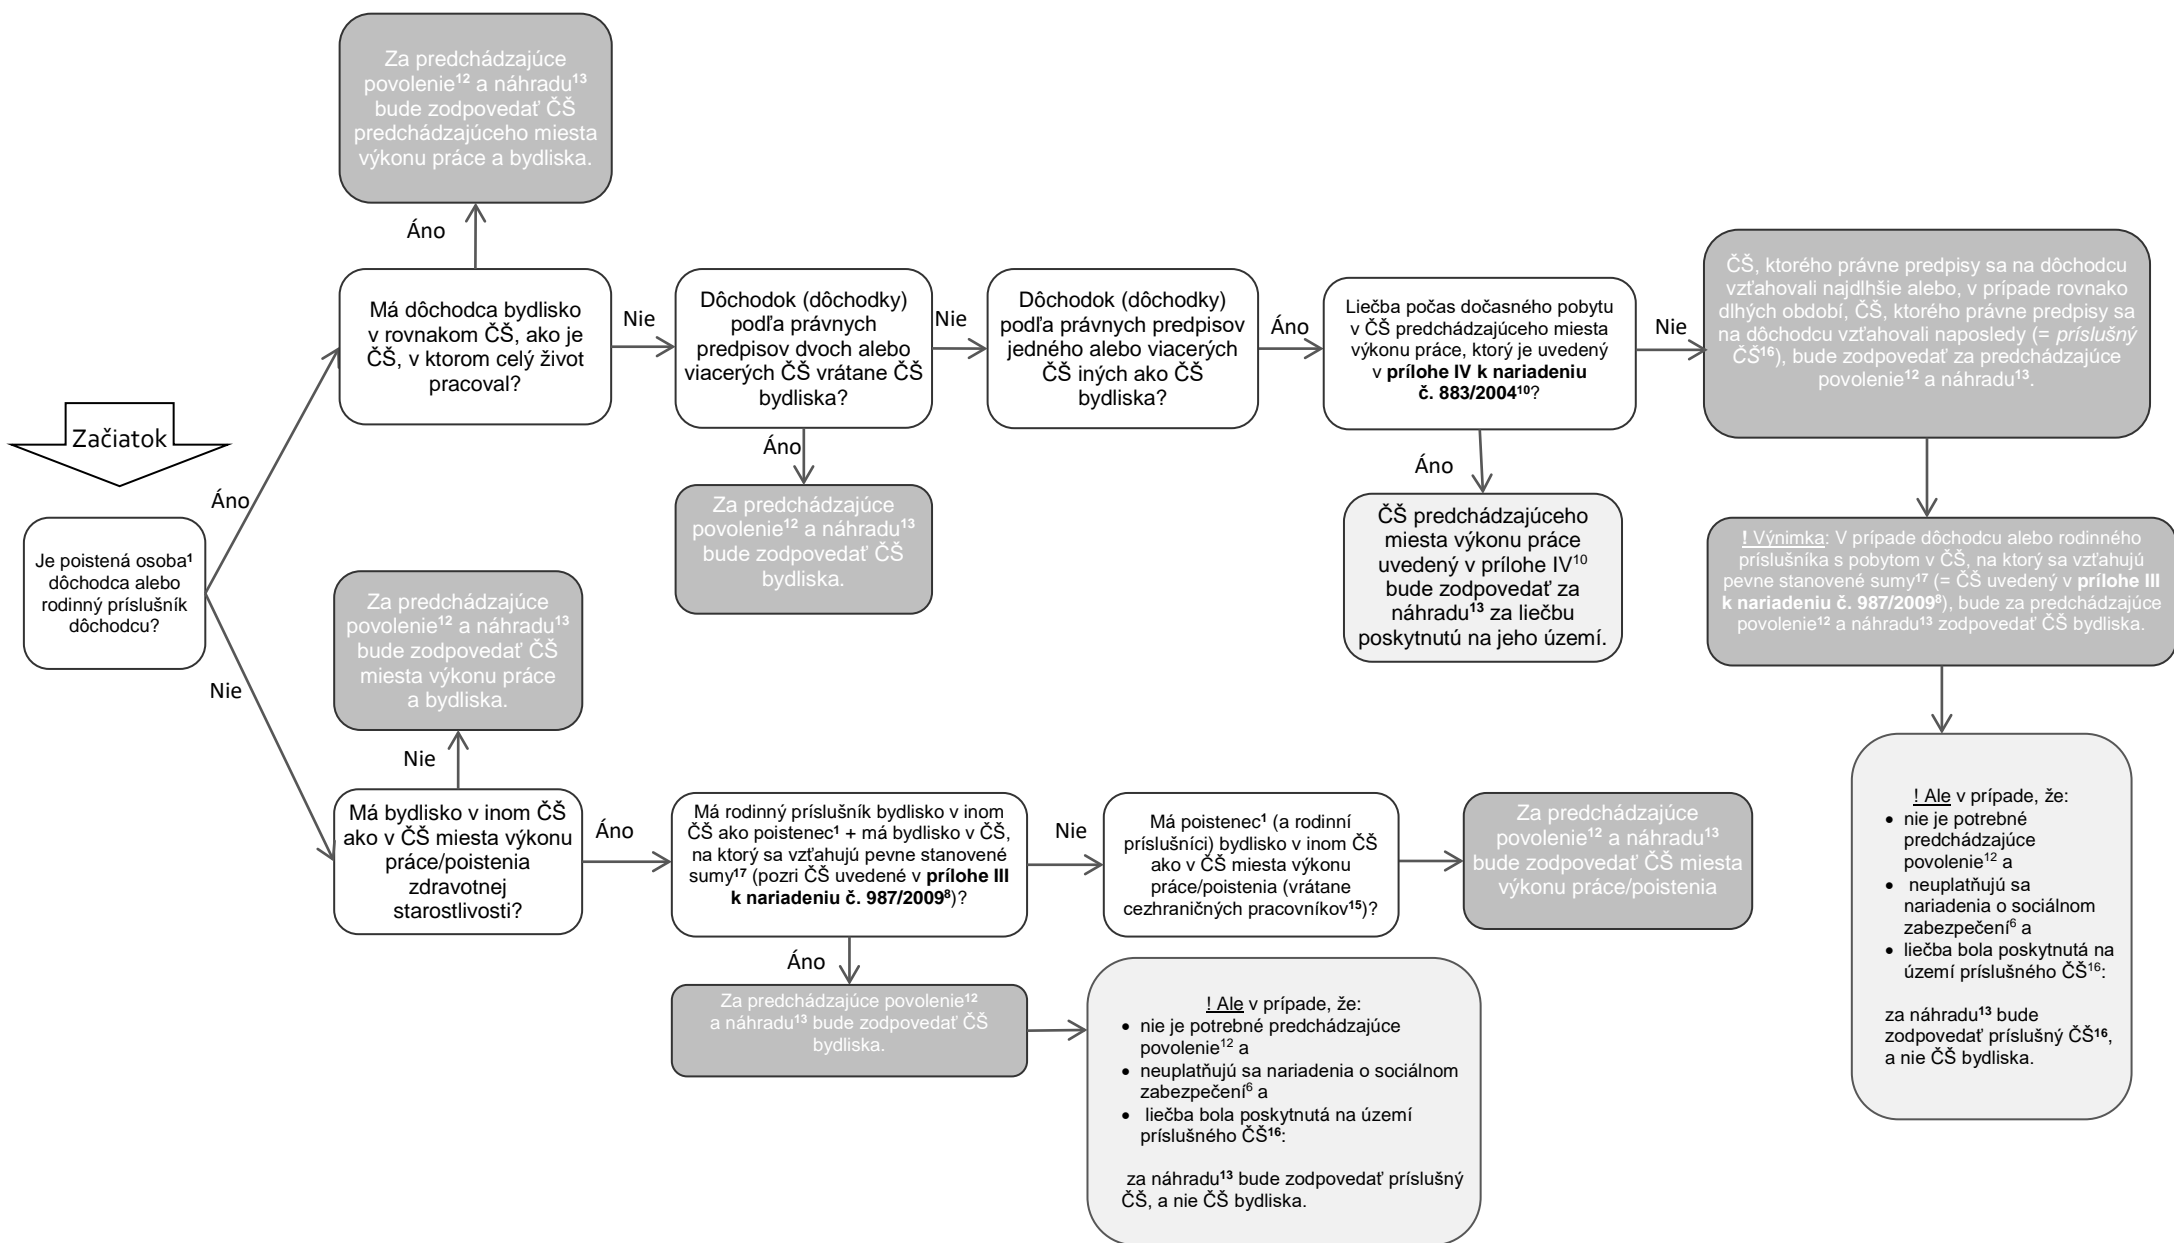 Za predchádzajúce
povolenie¹² a náhradu¹³
bude zodpovedať ČŠ
predchádzajúceho miesta
výkonu práce a bydliska.
Áno
Má dôchodca bydlisko
v rovnakom ČŠ, ako je
ČŠ, v ktorom celý život
pracoval?
Nie
Dôchodok (dôchodky)
podľa právnych
predpisov dvoch alebo
viacerých ČŠ vrátane ČŠ
bydliska?
Nie
Dôchodok (dôchodky)
podľa právnych predpisov
jedného alebo viacerých
ČŠ iných ako ČŠ
bydliska?
Áno
Liečba počas dočasného pobytu
v ČŠ predchádzajúceho miesta
výkonu práce, ktorý je uvedený
v prílohe IV k nariadeniu
č. 883/2004¹⁰?
Nie
ČŠ, ktorého právne predpisy sa na dôchodcu
vzťahovali najdlhšie alebo, v prípade rovnako
dlhých období, ČŠ, ktorého právne predpisy sa
na dôchodcu vzťahovali naposledy (= príslušný
ČŠ¹⁶), bude zodpovedať za predchádzajúce
povolenie¹² a náhradu¹³.
Začiatok
Áno
Áno
Za predchádzajúce
povolenie¹² a náhradu¹³
bude zodpovedať ČŠ
bydliska.
Áno
ČŠ predchádzajúceho
miesta výkonu práce
uvedený v prílohe IV¹⁰
bude zodpovedať za
náhradu¹³ za liečbu
poskytnutú na jeho území.
! Výnimka: V prípade dôchodcu alebo rodinného
príslušníka s pobytom v ČŠ, na ktorý sa vzťahujú
pevne stanovené sumy¹⁷ (= ČŠ uvedený v prílohe III
k nariadeniu č. 987/2009⁸), bude za predchádzajúce
povolenie¹² a náhradu¹³ zodpovedať ČŠ bydliska.
Je poistená osoba¹
dôchodca alebo
rodinný príslušník
dôchodcu?
Nie
Za predchádzajúce
povolenie¹² a náhradu¹³
bude zodpovedať ČŠ
miesta výkonu práce
a bydliska.
Nie
Má bydlisko v inom ČŠ
ako v ČŠ miesta výkonu
práce/poistenia
zdravotnej
starostlivosti?
Áno
Má rodinný príslušník bydlisko v inom
ČŠ ako poistenec¹ + má bydlisko v ČŠ,
na ktorý sa vzťahujú pevne stanovené
sumy¹⁷ (pozri ČŠ uvedené v prílohe III
k nariadeniu č. 987/2009⁸)?
Nie
Má poistenec¹ (a rodinní
príslušníci) bydlisko v inom ČŠ
ako v ČŠ miesta výkonu
práce/poistenia (vrátane
cezhraničných pracovníkov¹⁵)?
Za predchádzajúce
povolenie¹² a náhradu¹³
bude zodpovedať ČŠ miesta
výkonu práce/poistenia
Áno
Za predchádzajúce povolenie¹²
a náhradu¹³ bude zodpovedať ČŠ
bydliska.
! Ale v prípade, že:
• nie je potrebné predchádzajúce
povolenie¹² a
• neuplatňujú sa nariadenia o sociálnom
zabezpečení⁶ a
• liečba bola poskytnutá na území
príslušného ČŠ¹⁶:
za náhradu¹³ bude zodpovedať príslušný
ČŠ, a nie ČŠ bydliska.
! Ale v prípade, že:
• nie je potrebné
predchádzajúce
povolenie¹² a
• neuplatňujú sa
nariadenia o sociálnom
zabezpečení⁶ a
• liečba bola poskytnutá na
území príslušného ČŠ¹⁶:
za náhradu¹³ bude
zodpovedať príslušný ČŠ¹⁶,
a nie ČŠ bydliska.